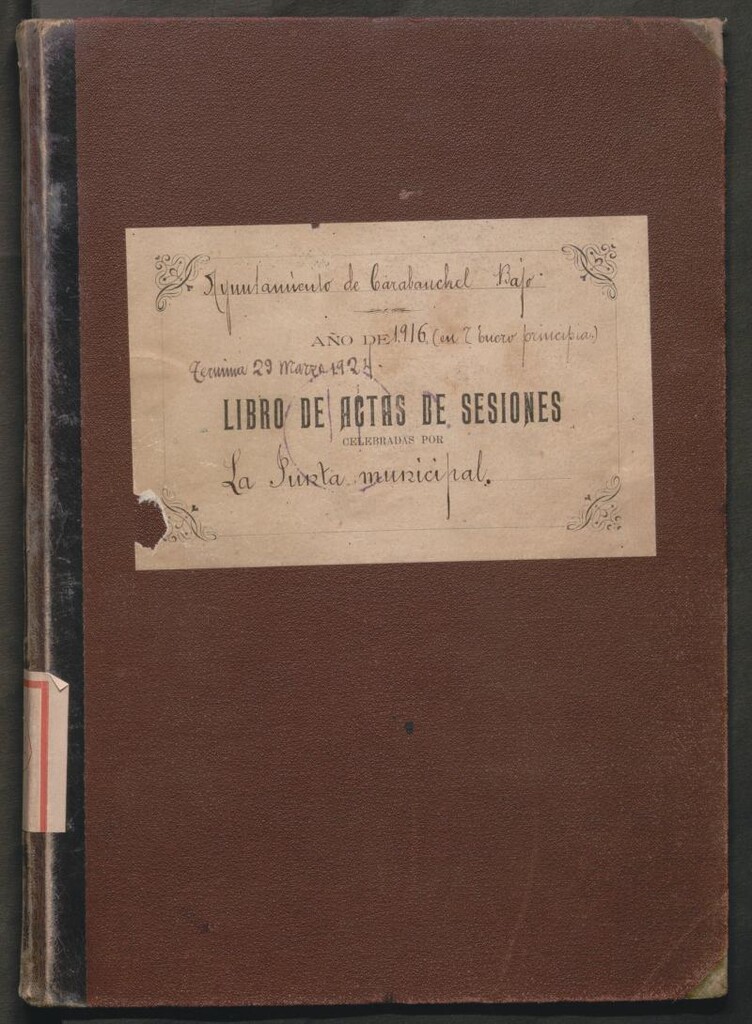 Ayuntamiento de Carabanchel Bajo
AÑO DE 1916 (en 7 Enero principia.)
Termina 29 Marzo 1924.
LIBRO DE ACTAS DE SESIONES
CELEBRADAS POR
La Junta municipal.